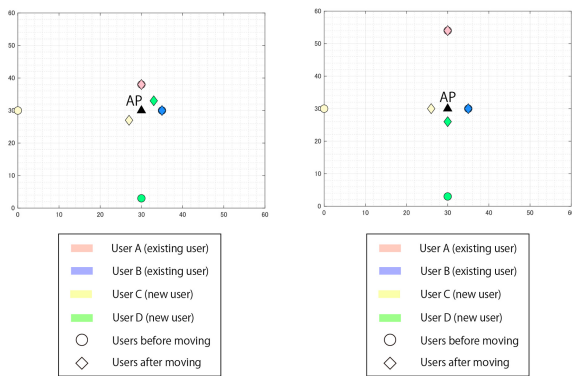 60
50
40
30
20
10
0
AP
0 10 20 30 40 50 60
User A (existing user)
User B (existing user)
User C (new user)
User D (new user)
Users before moving
Users after moving
60
50
40
30
20
10
0
AP
0 10 20 30 40 50 60
User A (existing user)
User B (existing user)
User C (new user)
User D (new user)
Users before moving
Users after moving